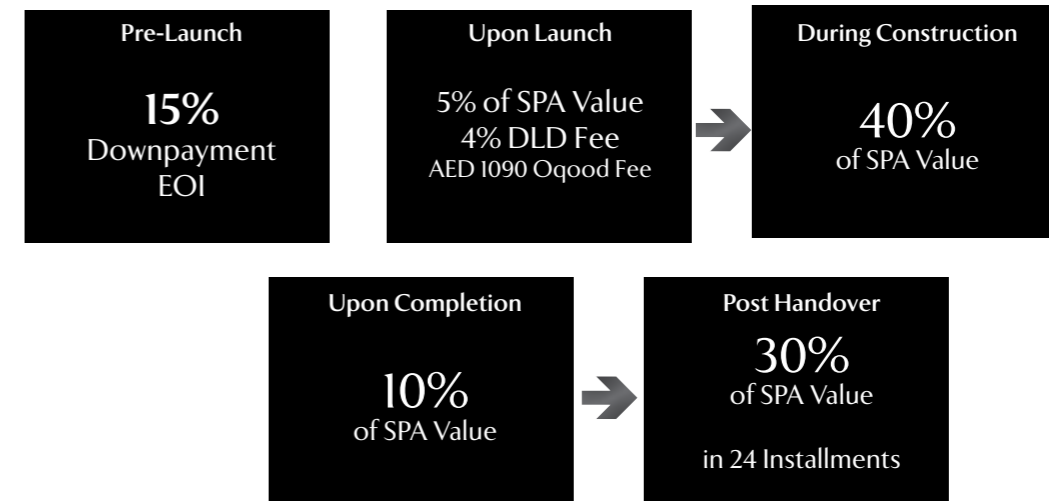 Pre-Launch
15%
Downpayment
EOI
Upon Launch
5% of SPA Value
4% DLD Fee
AED 1090 Oqood Fee
During Construction
40%
of SPA Value
Upon Completion
10%
of SPA Value
Post Handover
30%
of SPA Value
in 24 Installments